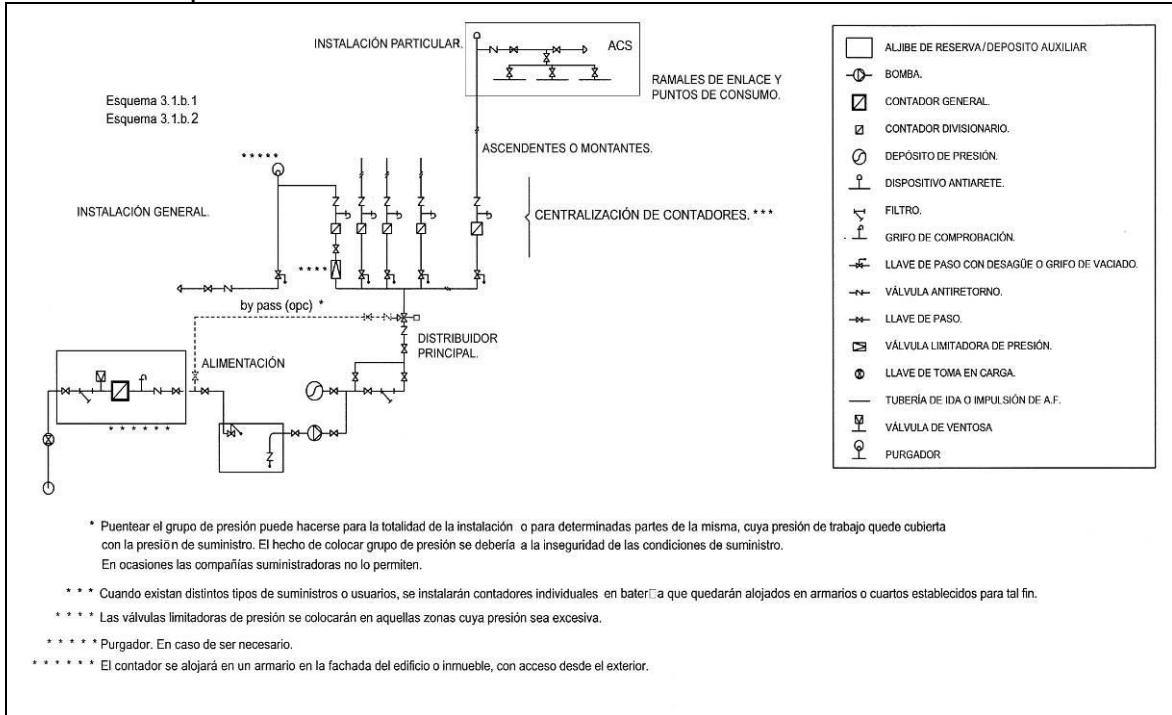 INSTALACIÓN PARTICULAR.
ACS
RAMALES DE ENLACE Y
PUNTOS DE CONSUMO.
Esquema 3.1.b.1
Esquema 3.1.b.2
ASCENDENTES O MONTANTES.
* * * * *
INSTALACIÓN GENERAL.
CENTRALIZACIÓN DE CONTADORES. * * *
* * * *
by pass (opc) *
DISTRIBUIDOR
PRINCIPAL.
ALIMENTACIÓN
* * * * * *
ALJIBE DE RESERVA/DEPOSITO AUXILIAR
BOMBA.
CONTADOR GENERAL.
CONTADOR DIVISIONARIO.
DEPÓSITO DE PRESIÓN.
DISPOSITIVO ANTIARETE.
FILTRO.
GRIFO DE COMPROBACIÓN.
LLAVE DE PASO CON DESAGÜE O GRIFO DE VACIADO.
VÁLVULA ANTIRETORNO.
LLAVE DE PASO.
VÁLVULA LIMITADORA DE PRESIÓN.
LLAVE DE TOMA EN CARGA.
TUBERÍA DE IDA O IMPULSIÓN DE A.F.
VÁLVULA DE VENTOSA
PURGADOR
* Puentear el grupo de presión puede hacerse para la totalidad de la instalación o para determinadas partes de la misma, cuya presión de trabajo quede cubierta
con la presión de suministro. El hecho de colocar grupo de presión se debería a la inseguridad de las condiciones de suministro.
En ocasiones las compañías suministradoras no lo permiten.
* * * Cuando existan distintos tipos de suministros o usuarios, se instalarán contadores individuales en bater□a que quedarán alojados en armarios o cuartos establecidos para tal fin.
* * * * Las válvulas limitadoras de presión se colocarán en aquellas zonas cuya presión sea excesiva.
* * * * * Purgador. En caso de ser necesario.
* * * * * * El contador se alojará en un armario en la fachada del edificio o inmueble, con acceso desde el exterior.